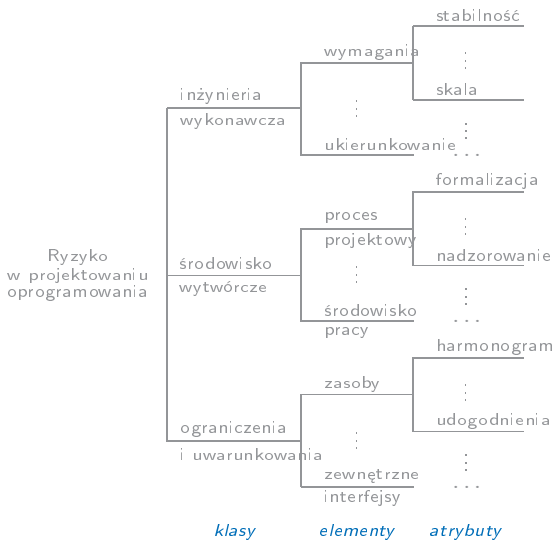 Ryzyko
w projektowaniu
oprogramowania
inżynieria
wykonawcza
wymagania
stabilność
skala
ukierunkowanie
środowisko
wytwórcze
proces
projektowy
formalizacja
nadzorowanie
środowisko
pracy
ograniczenia
i uwarunkowania
zasoby
harmonogram
udogodnienia
zewnętrzne
interfejsy
klasy elementy atrybuty